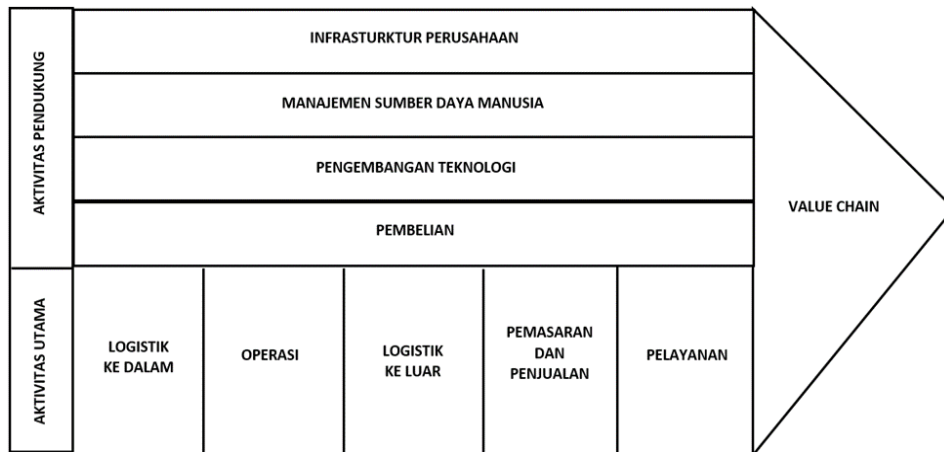 AKTIVITAS PENDUKUNG
INFRASTURKTUR PERUSAHAAN
MANAJEMEN SUMBER DAYA MANUSIA
PENGEMBANGAN TEKNOLOGI
PEMBELIAN
VALUE CHAIN
AKTIVITAS UTAMA
LOGISTIK
KE DALAM
OPERASI
LOGISTIK
KE LUAR
PEMASARAN
DAN
PENJUALAN
PELAYANAN